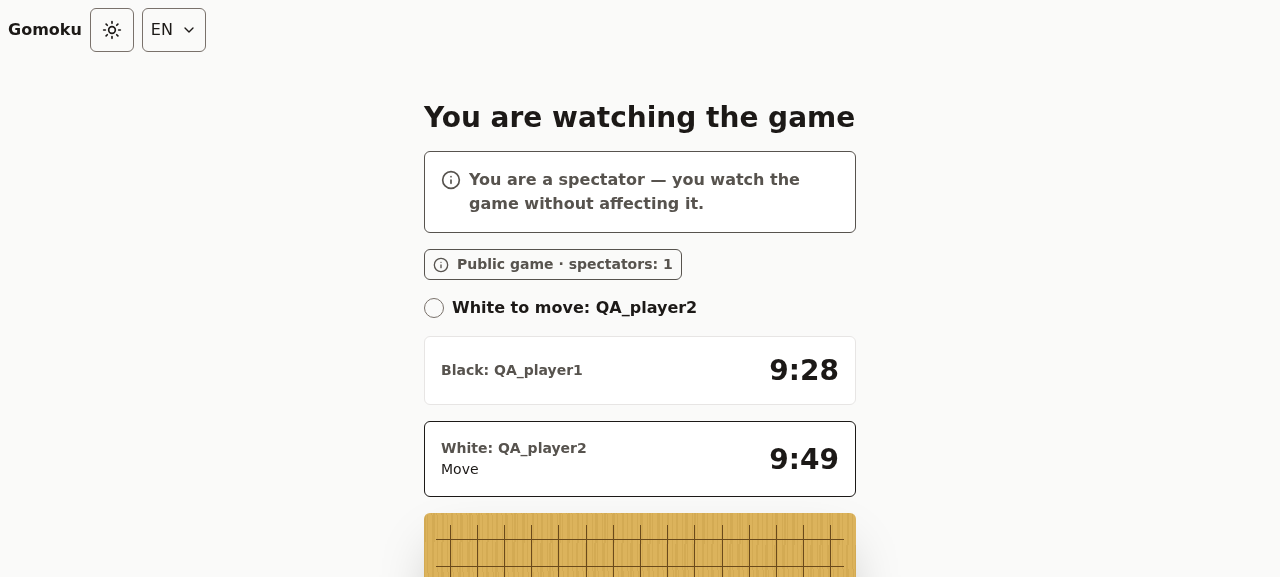 Gomoku
EN
You are watching the game
You are a spectator — you watch the
game without affecting it.
Public game · spectators: 1
White to move: QA_player2
Black: QA_player1
9:28
White: QA_player2
Move
9:49